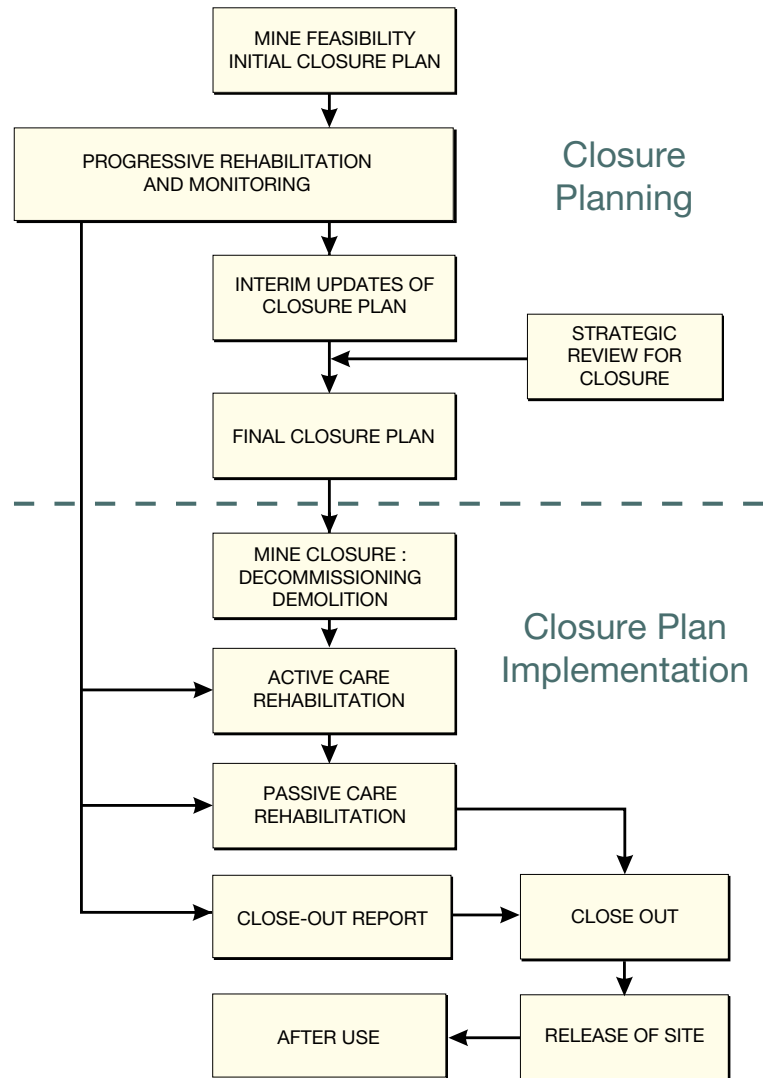 MINE FEASIBILITY
INITIAL CLOSURE PLAN
PROGRESSIVE REHABILITATION
AND MONITORING
Closure
Planning
INTERIM UPDATES OF
CLOSURE PLAN
STRATEGIC
REVIEW FOR
CLOSURE
FINAL CLOSURE PLAN
MINE CLOSURE :
DECOMMISSIONING
DEMOLITION
Closure Plan
Implementation
ACTIVE CARE
REHABILITATION
PASSIVE CARE
REHABILITATION
CLOSE-OUT REPORT
CLOSE OUT
AFTER USE
RELEASE OF SITE